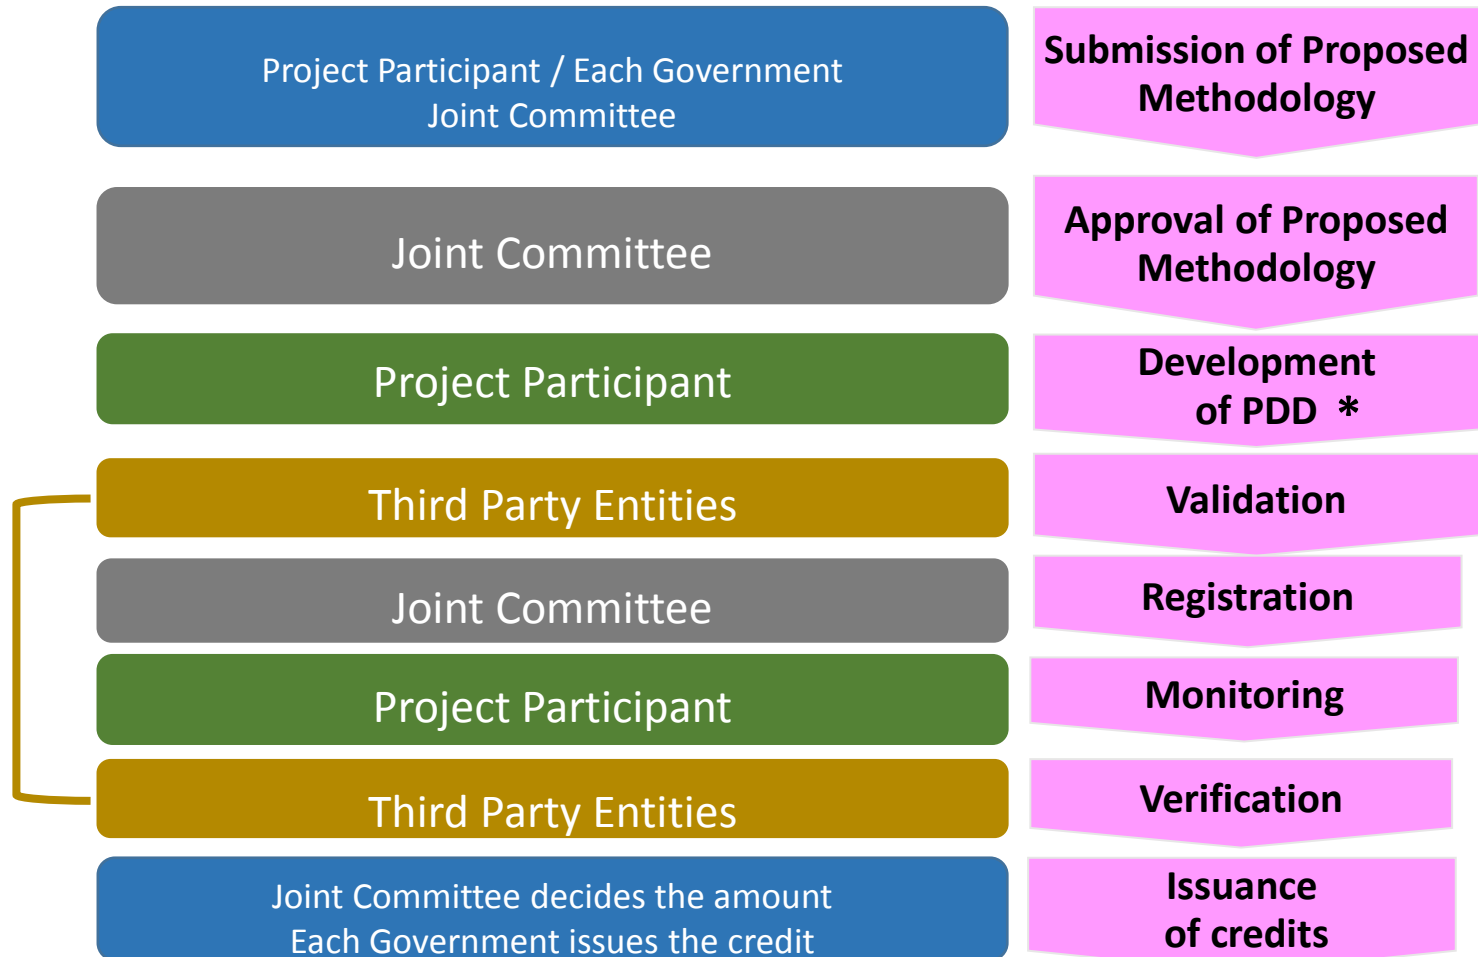 Project Participant / Each Government
Joint Committee
Submission of Proposed
Methodology
Joint Committee
Approval of Proposed
Methodology
Project Participant
Development
of PDD *
Third Party Entities
Validation
Joint Committee
Registration
Project Participant
Monitoring
Third Party Entities
Verification
Joint Committee decides the amount
Each Government issues the credit
Issuance
of credits